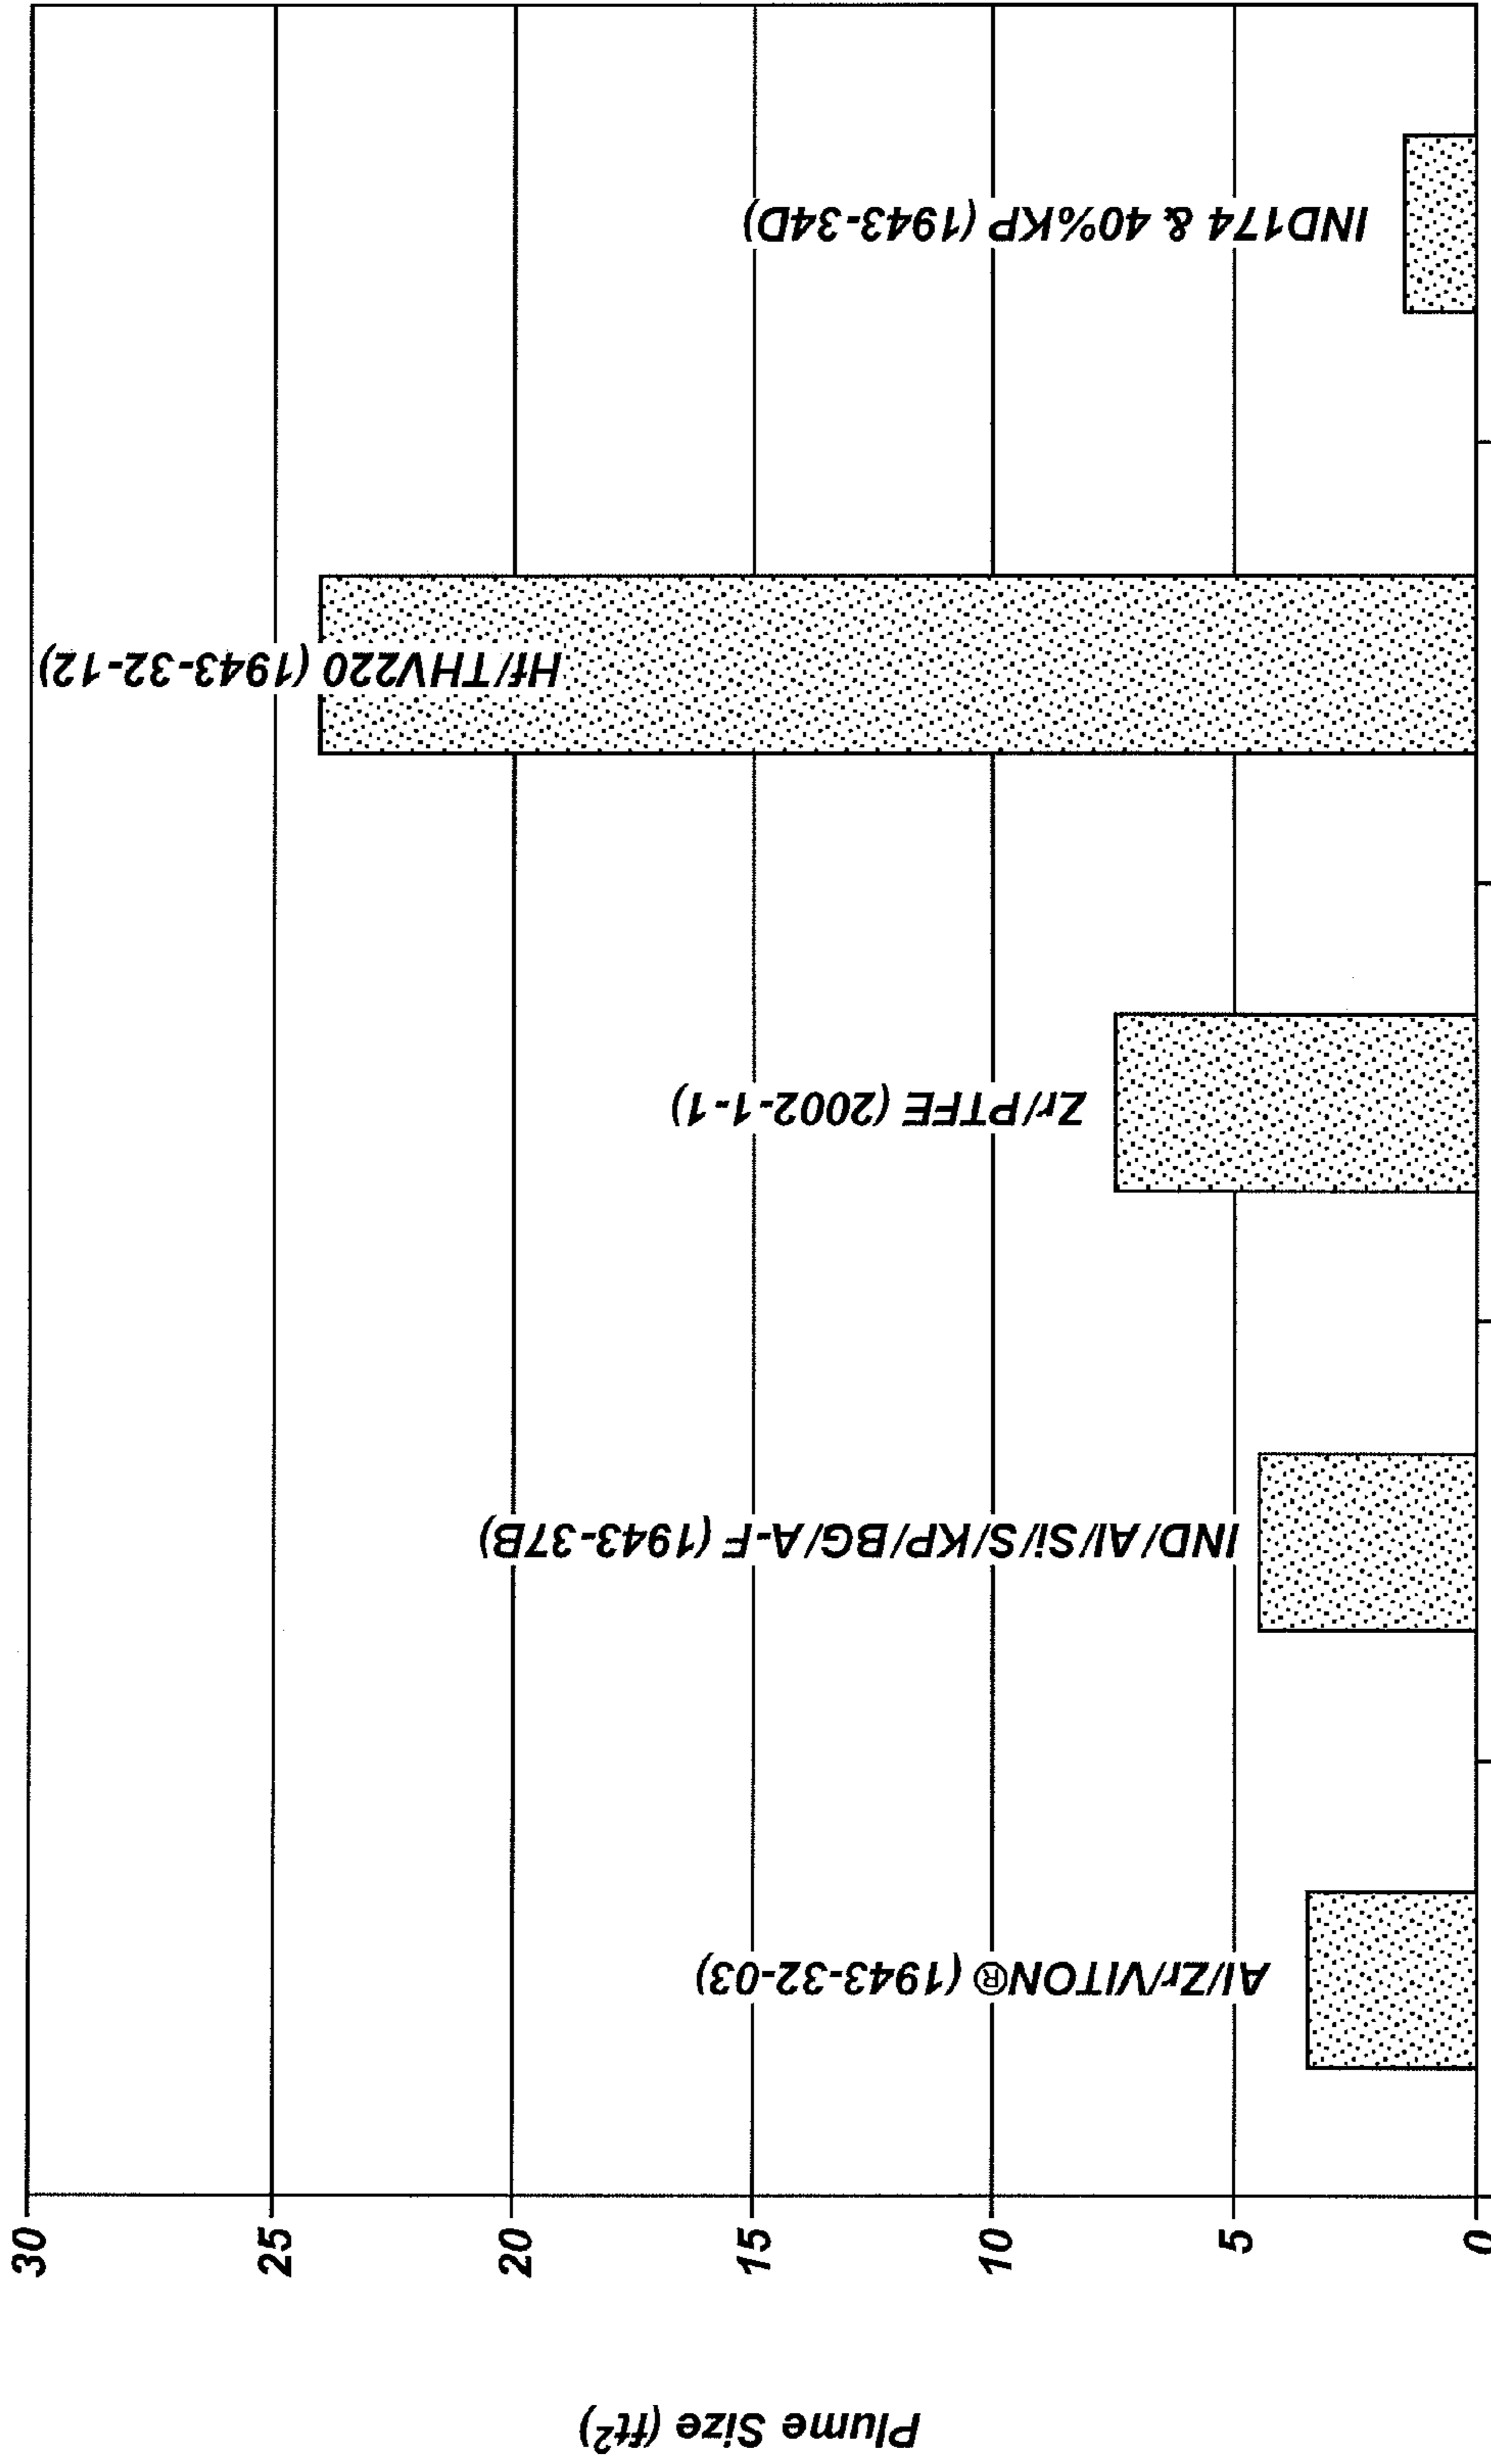 Plume Size (ft²)
30
25
20
15
10
5
0
Al/Zr/VITON® (1943-32-03)
IND/Al/Si/S/KP/BG/A-F (1943-37B)
Zr/PTFE (2002-1-1)
Hf/THV220 (1943-32-12)
IND174 & 40%KP (1943-34D)